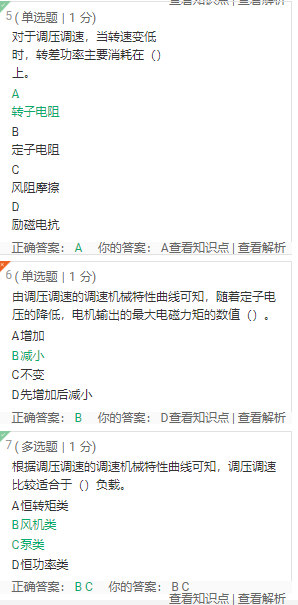 查看知识点 | 查看解析
5 ( 单选题 | 1 分)
对于调压调速，当转速变低
时，转差功率主要消耗在（）
上。
A
转子电阻
B
定子电阻
C
风阻摩擦
D
励磁电抗
正确答案： A 你的答案： A查看知识点 | 查看解析
6 ( 单选题 | 1 分)
由调压调速的调速机械特性曲线可知，随着定子电
压的降低，电机输出的最大电磁力矩的数值（）。
A增加
B减小
C不变
D先增加后减小
正确答案： B 你的答案： D查看知识点 | 查看解析
7 ( 多选题 | 1 分)
根据调压调速的调速机械特性曲线可知，调压调速
比较适合于（）负载。
A恒转矩类
B风机类
C泵类
D恒功率类
正确答案： B C 你的答案： B C
查看知识点 | 查看解析